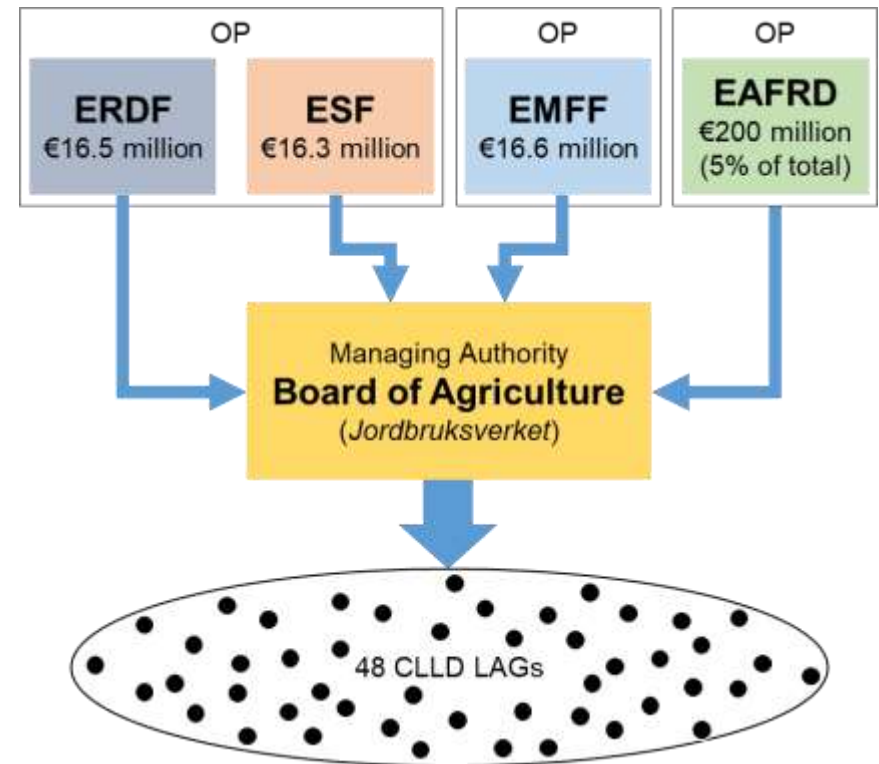 OP
ERDF
€16.5 million
ESF
€16.3 million
OP
EMFF
€16.6 million
OP
EAFRD
€200 million
(5% of total)
Managing Authority
Board of Agriculture
(Jordbruksverket)
48 CLLD LAGs